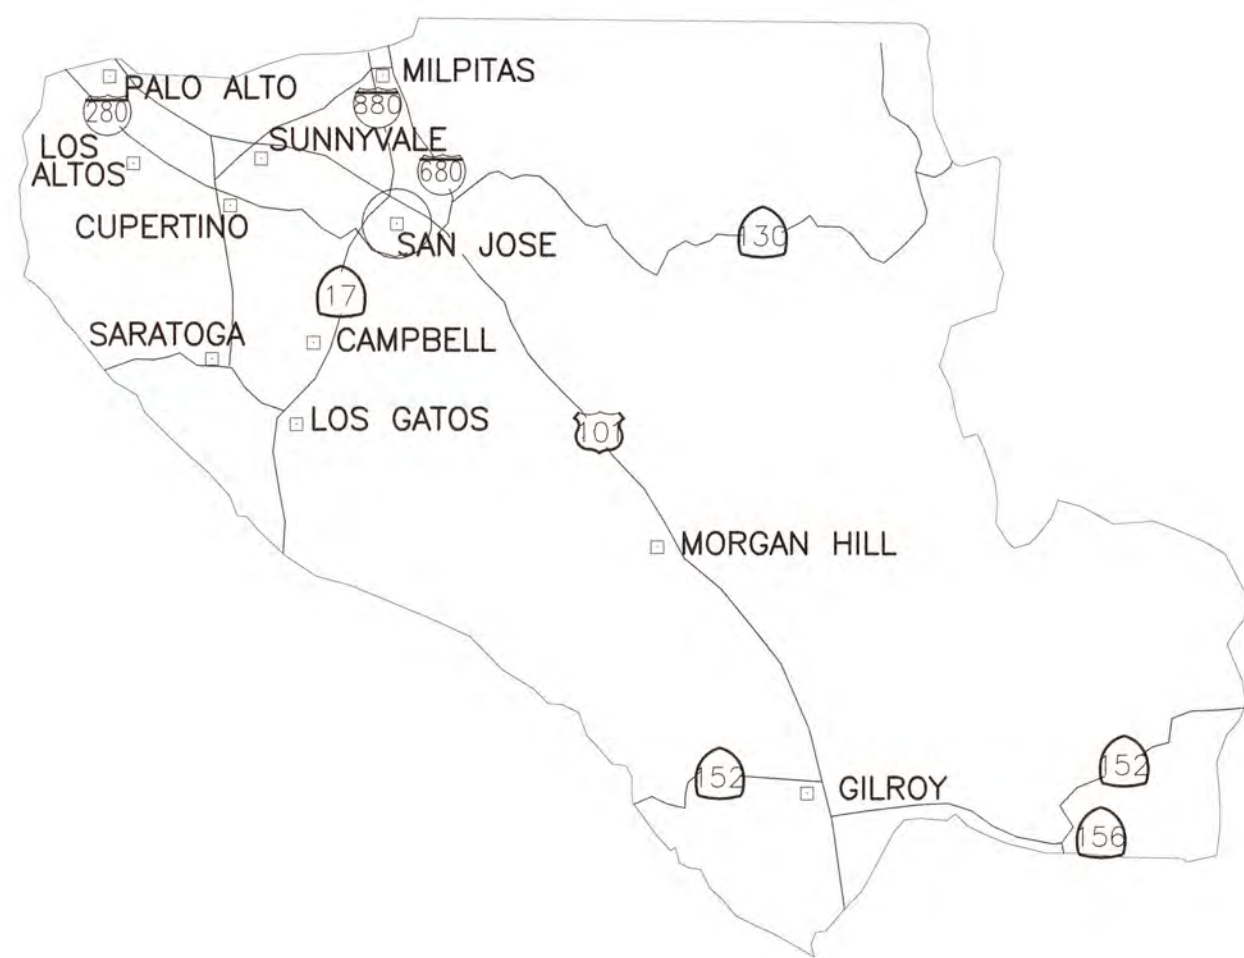 MILPITAS
PALO ALTO
280
880
SUNNYVALE
LOS
ALTOS
680
CUPERTINO
SAN JOSE
130
17
SARATOGA
CAMPBELL
LOS GATOS
101
MORGAN HILL
152
GILROY
152
156